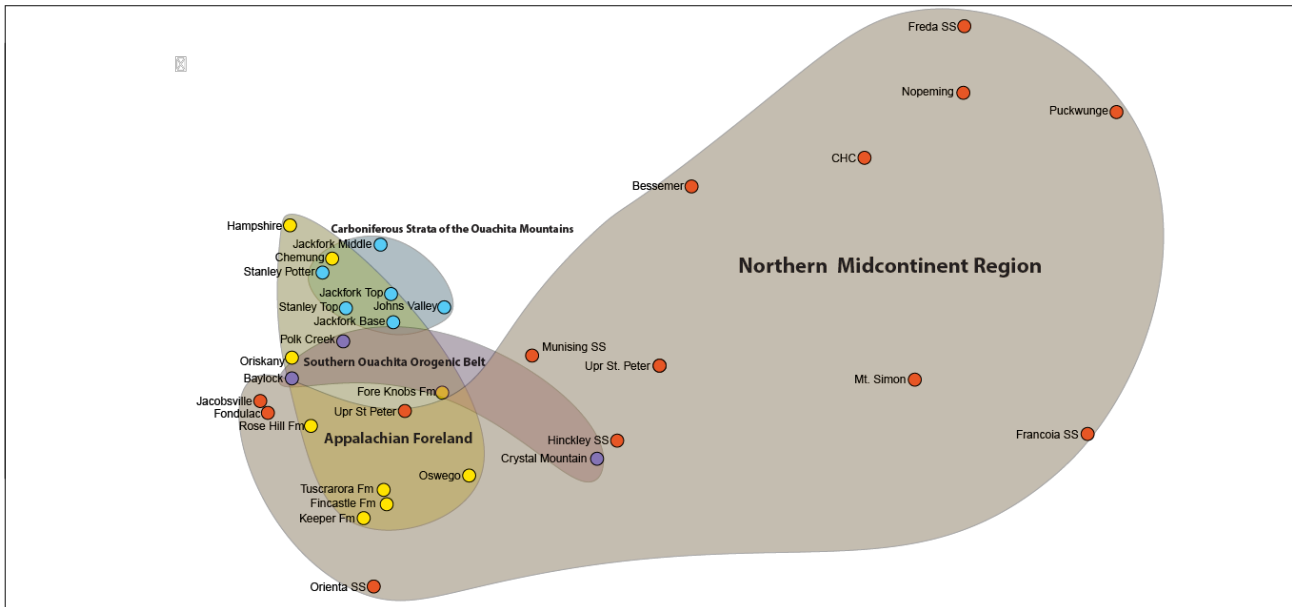 Freda SS
Nopeming
Puckwunge
CHC
Bessemer
Hampshire
Carboniferous Strata of the Ouachita Mountains
Jackfork Middle
Chemung
Stanley Potter
Northern Midcontinent Region
Jackfork Top
Stanley Top
Johns Valley
Jackfork Base
Polk Creek
Munising SS
Oriskany
Southern Ouachita Orogenic Belt
Upr St. Peter
Baylock
Mt. Simon
Fore Knobs Fm
Jacobsville
Fondulac
Upr St Peter
Rose Hill Fm
Appalachian Foreland
Francoia SS
Hinckley SS
Crystal Mountain
Oswego
Tuscrarora Fm
Fincastle Fm
Keeper Fm
Orienta SS